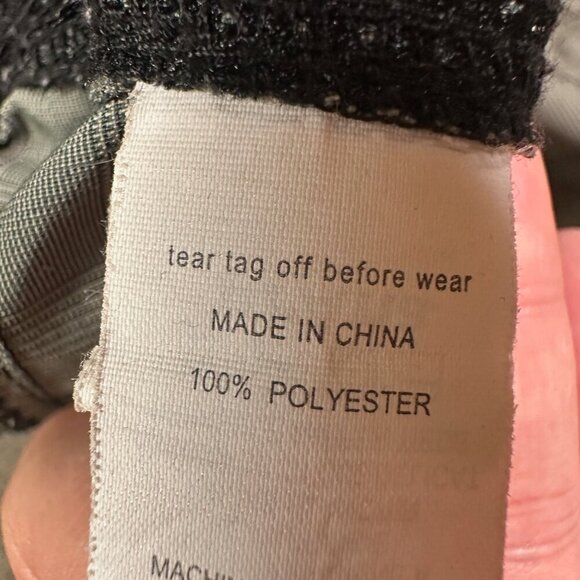 tear tag off before wear
MADE IN CHINA
100% POLYESTER